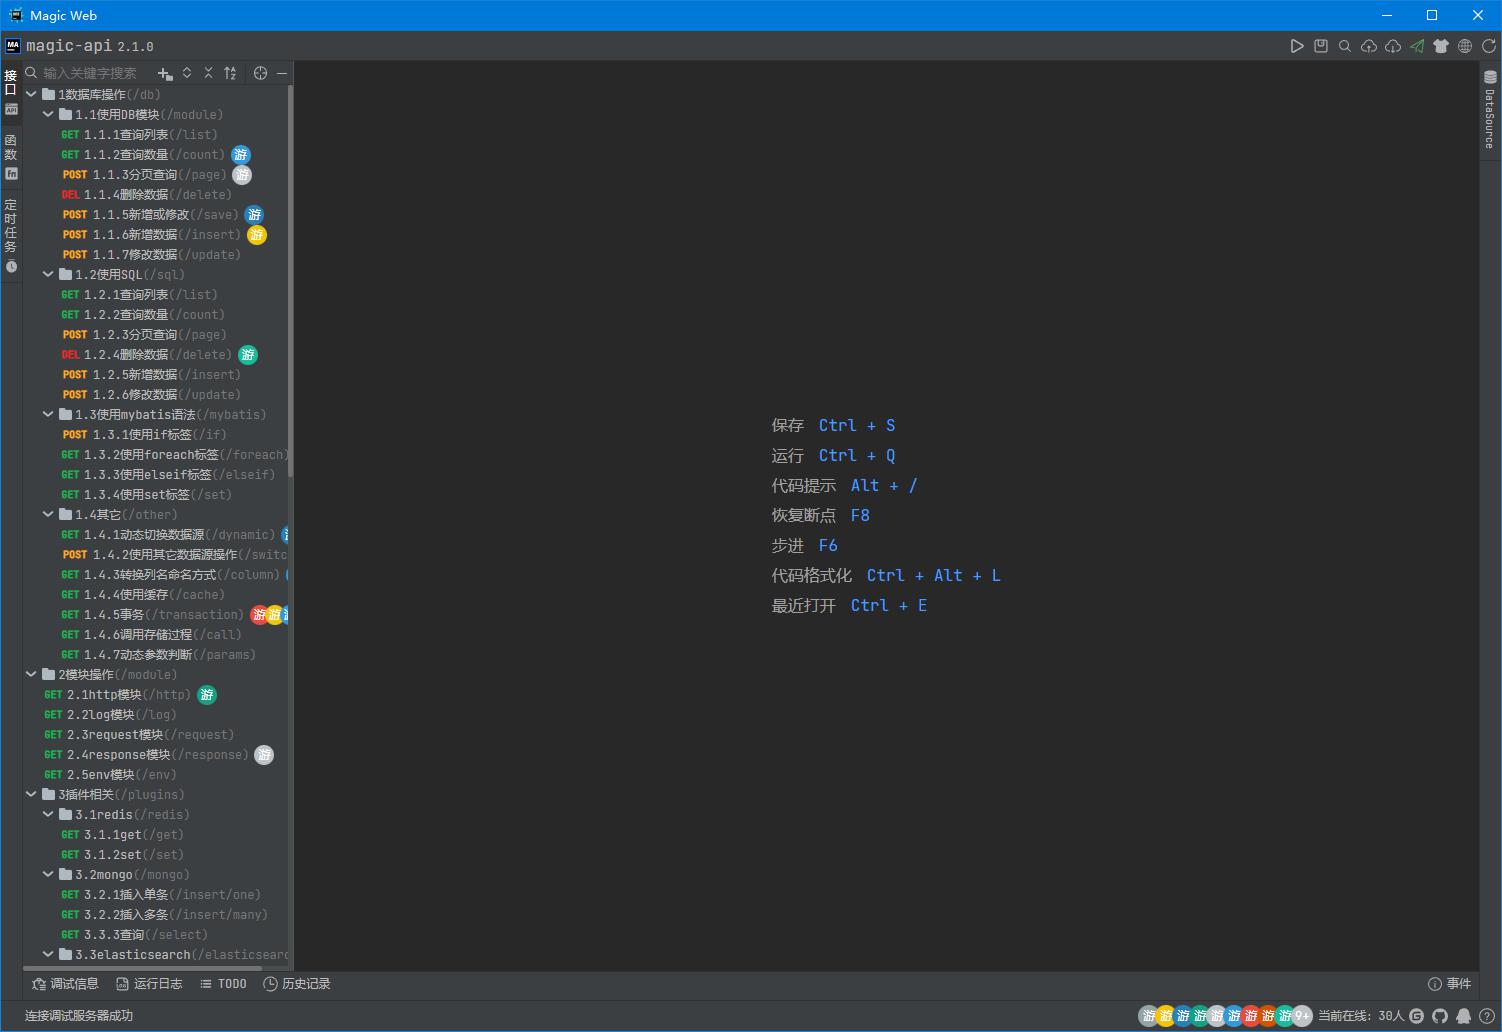 Magic Web
magic-api 2.1.0
接口
API
函数
fn
定时任务
输入关键字搜索
1数据库操作(/db)
1.1使用DB模块(/module)
GET 1.1.1查询列表(/list)
GET 1.1.2查询数量(/count) 游
POST 1.1.3分页查询(/page) 游
DEL 1.1.4删除数据(/delete)
POST 1.1.5新增或修改(/save) 游
POST 1.1.6新增数据(/insert) 游
POST 1.1.7修改数据(/update)
1.2使用SQL(/sql)
GET 1.2.1查询列表(/list)
GET 1.2.2查询数量(/count)
POST 1.2.3分页查询(/page)
DEL 1.2.4删除数据(/delete) 游
POST 1.2.5新增数据(/insert)
POST 1.2.6修改数据(/update)
1.3使用mybatis语法(/mybatis)
POST 1.3.1使用if标签(/if)
GET 1.3.2使用foreach标签(/foreach)
GET 1.3.3使用elseif标签(/elseif)
GET 1.3.4使用set标签(/set)
1.4其它(/other)
GET 1.4.1动态切换数据源(/dynamic)
POST 1.4.2使用其它数据源操作(/switc
GET 1.4.3转换列名命名方式(/column)
GET 1.4.4使用缓存(/cache)
GET 1.4.5事务(/transaction) 游 游
GET 1.4.6调用存储过程(/call)
GET 1.4.7动态参数判断(/params)
2模块操作(/module)
GET 2.1http模块(/http) 游
GET 2.2log模块(/log)
GET 2.3request模块(/request)
GET 2.4response模块(/response) 游
GET 2.5env模块(/env)
3插件相关(/plugins)
3.1redis(/redis)
GET 3.1.1get(/get)
GET 3.1.2set(/set)
3.2mongo(/mongo)
GET 3.2.1插入单条(/insert/one)
GET 3.2.2插入多条(/insert/many)
GET 3.3.3查询(/select)
3.3elasticsearch(/elasticsearc
保存 Ctrl + S
运行 Ctrl + Q
代码提示 Alt + /
恢复断点 F8
步进 F6
代码格式化 Ctrl + Alt + L
最近打开 Ctrl + E
DataSource
调试信息 运行日志 TODO 历史记录 事件
连接调试服务器成功 游 游 游 游 游 游 游 游 游 9+ 当前在线: 30人